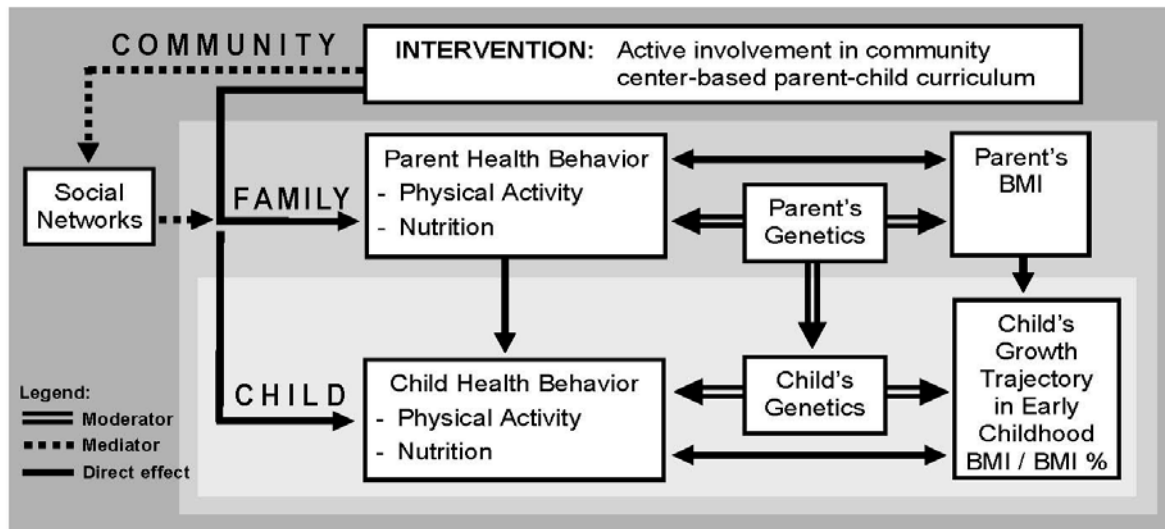 COMMUNITY
INTERVENTION: Active involvement in community
center-based parent-child curriculum
Social
Networks
FAMILY
Parent Health Behavior
- Physical Activity
- Nutrition
Parent's
Genetics
Parent's
BMI
CHILD
Child Health Behavior
- Physical Activity
- Nutrition
Child's
Genetics
Child's
Growth
Trajectory
in Early
Childhood
BMI / BMI %
Legend:
Moderator
Mediator
Direct effect